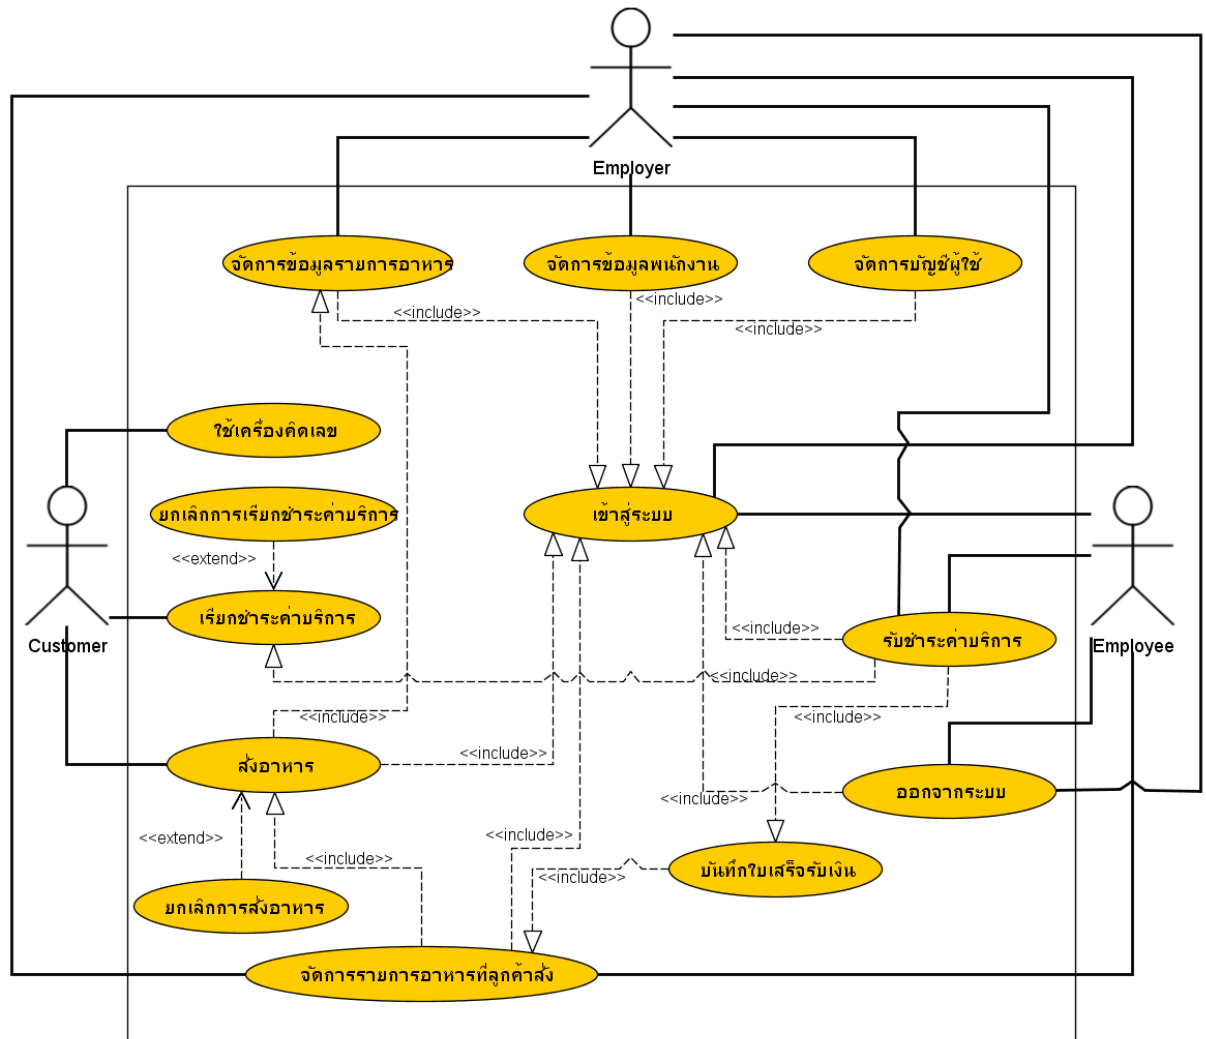 Employer
จัดการข้อมูลรายการอาหาร
จัดการข้อมูลพนักงาน
จัดการบัญชีผู้ใช้
<<include>>
<<include>>
<<include>>
ใช้เครื่องคิดเลข
ยกเลิกการเรียกชำระค่าบริการ
เข้าสู่ระบบ
<<extend>>
เรียกชำระค่าบริการ
Customer
<<include>>
รับชำระค่าบริการ
Employee
<<include>>
<<include>>
<<include>>
<<include>>
สั่งอาหาร
<<include>>
ออกจากระบบ
<<extend>>
<<include>>
<<include>>
<<include>>
บันทึกใบเสร็จรับเงิน
ยกเลิกการสั่งอาหาร
จัดการรายการอาหารที่ลูกค้าสั่ง